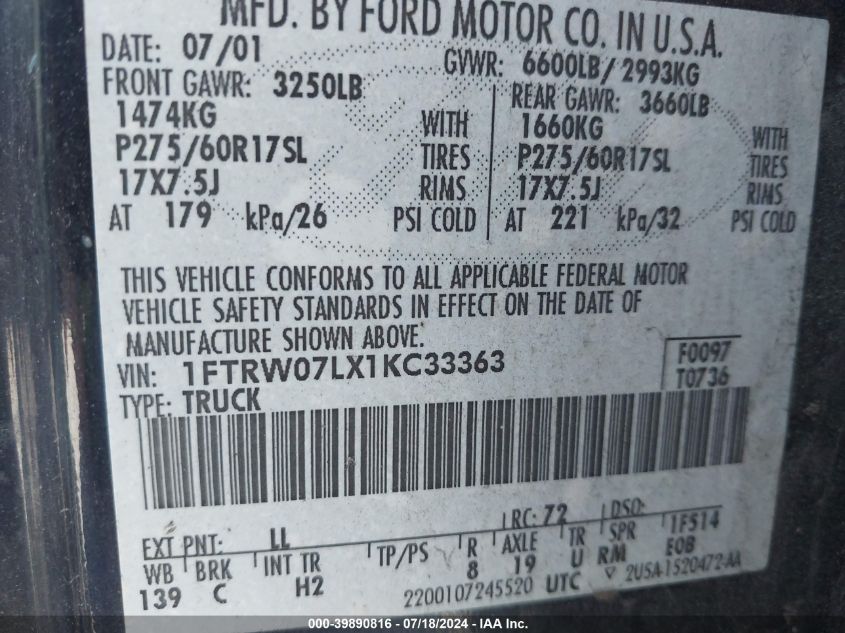 MFD. BY FORD MOTOR CO. IN U.S.A.
DATE: 07/01 GVWR: 6600LB/2993KG
FRONT GAWR: 3250LB REAR GAWR: 3660LB
1474KG WITH 1660KG WITH
P275/60R17SL TIRES P275/60R17SL TIRES
17X7.5J RIMS 17X7.5J RIMS
AT 179 kPa/26 PSI COLD AT 221 kPa/32 PSI COLD
THIS VEHICLE CONFORMS TO ALL APPLICABLE FEDERAL MOTOR
VEHICLE SAFETY STANDARDS IN EFFECT ON THE DATE OF
MANUFACTURE SHOWN ABOVE.
VIN: 1FTRW07LX1KC33363 F0097
TYPE: TRUCK T0736
EXT PNT: LL RC: 72 DSO:
WB BRK INT TR TP/PS R AXLE TR SPR 1F514
139 C H2 8 19 U RM EOB
2200107245520 UTC ▽ 2U5A-1520472-AA
000-39890816 - 07/18/2024 - IAAI.com